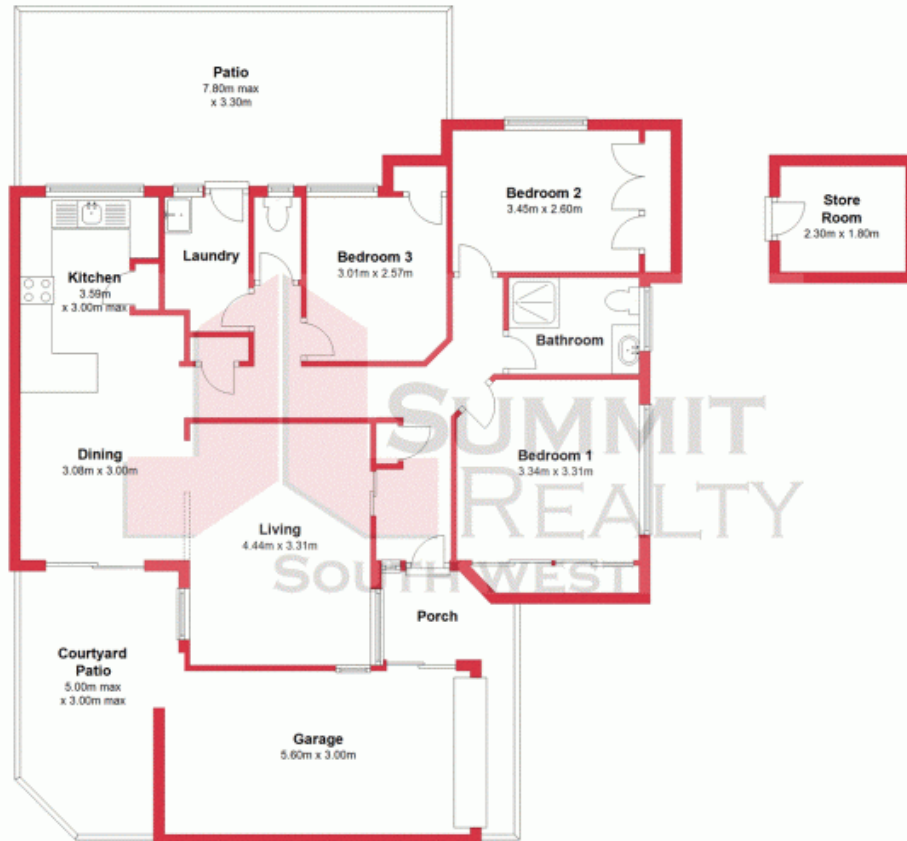 Patio
7.80m max
x 3.30m
Bedroom 2
3.45m x 2.60m
Store
Room
2.30m x 1.80m
Laundry
Bedroom 3
3.01m x 2.57m
Kitchen
3.59m
x 3.00m max
Bathroom
SUMMIT
REALTY
SOUTH WEST
Dining
3.08m x 3.00m
Bedroom 1
3.34m x 3.31m
Living
4.44m x 3.31m
Porch
Courtyard
Patio
5.00m max
x 3.00m max
Garage
5.60m x 3.00m